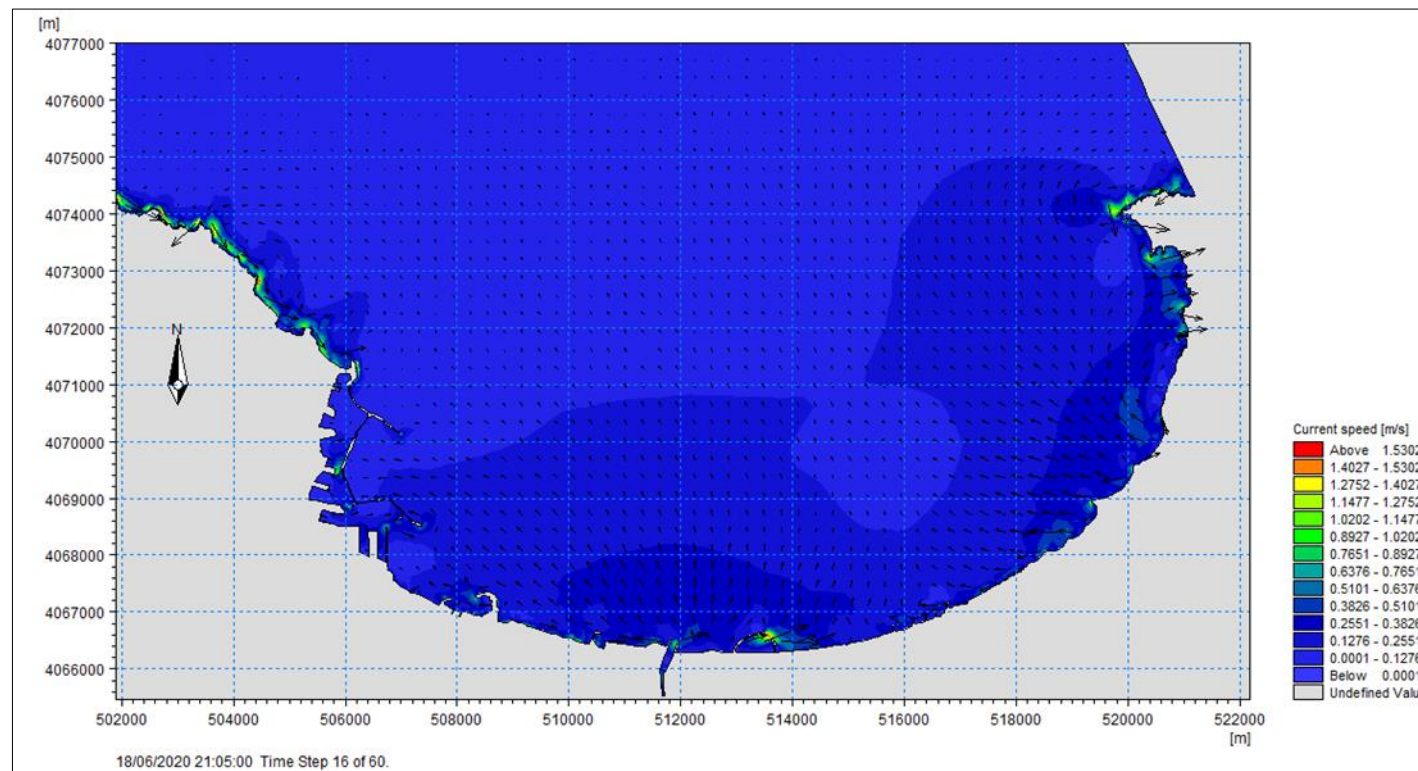 [m]
4077000
4076000
4075000
4074000
4073000
4072000
4071000
4070000
4069000
4068000
4067000
4066000
N
502000 504000 506000 508000 510000 512000 514000 516000 518000 520000 522000
[m]
Current speed [m/s]
Above 1.5302
1.4027 - 1.5302
1.2752 - 1.4027
1.1477 - 1.2752
1.0202 - 1.1477
0.8927 - 1.0202
0.7651 - 0.8927
0.6376 - 0.7651
0.5101 - 0.6376
0.3826 - 0.5101
0.2551 - 0.3826
0.1276 - 0.2551
0.0001 - 0.1276
Below 0.0001
Undefined Valu
18/06/2020 21:05:00 Time Step 16 of 60.